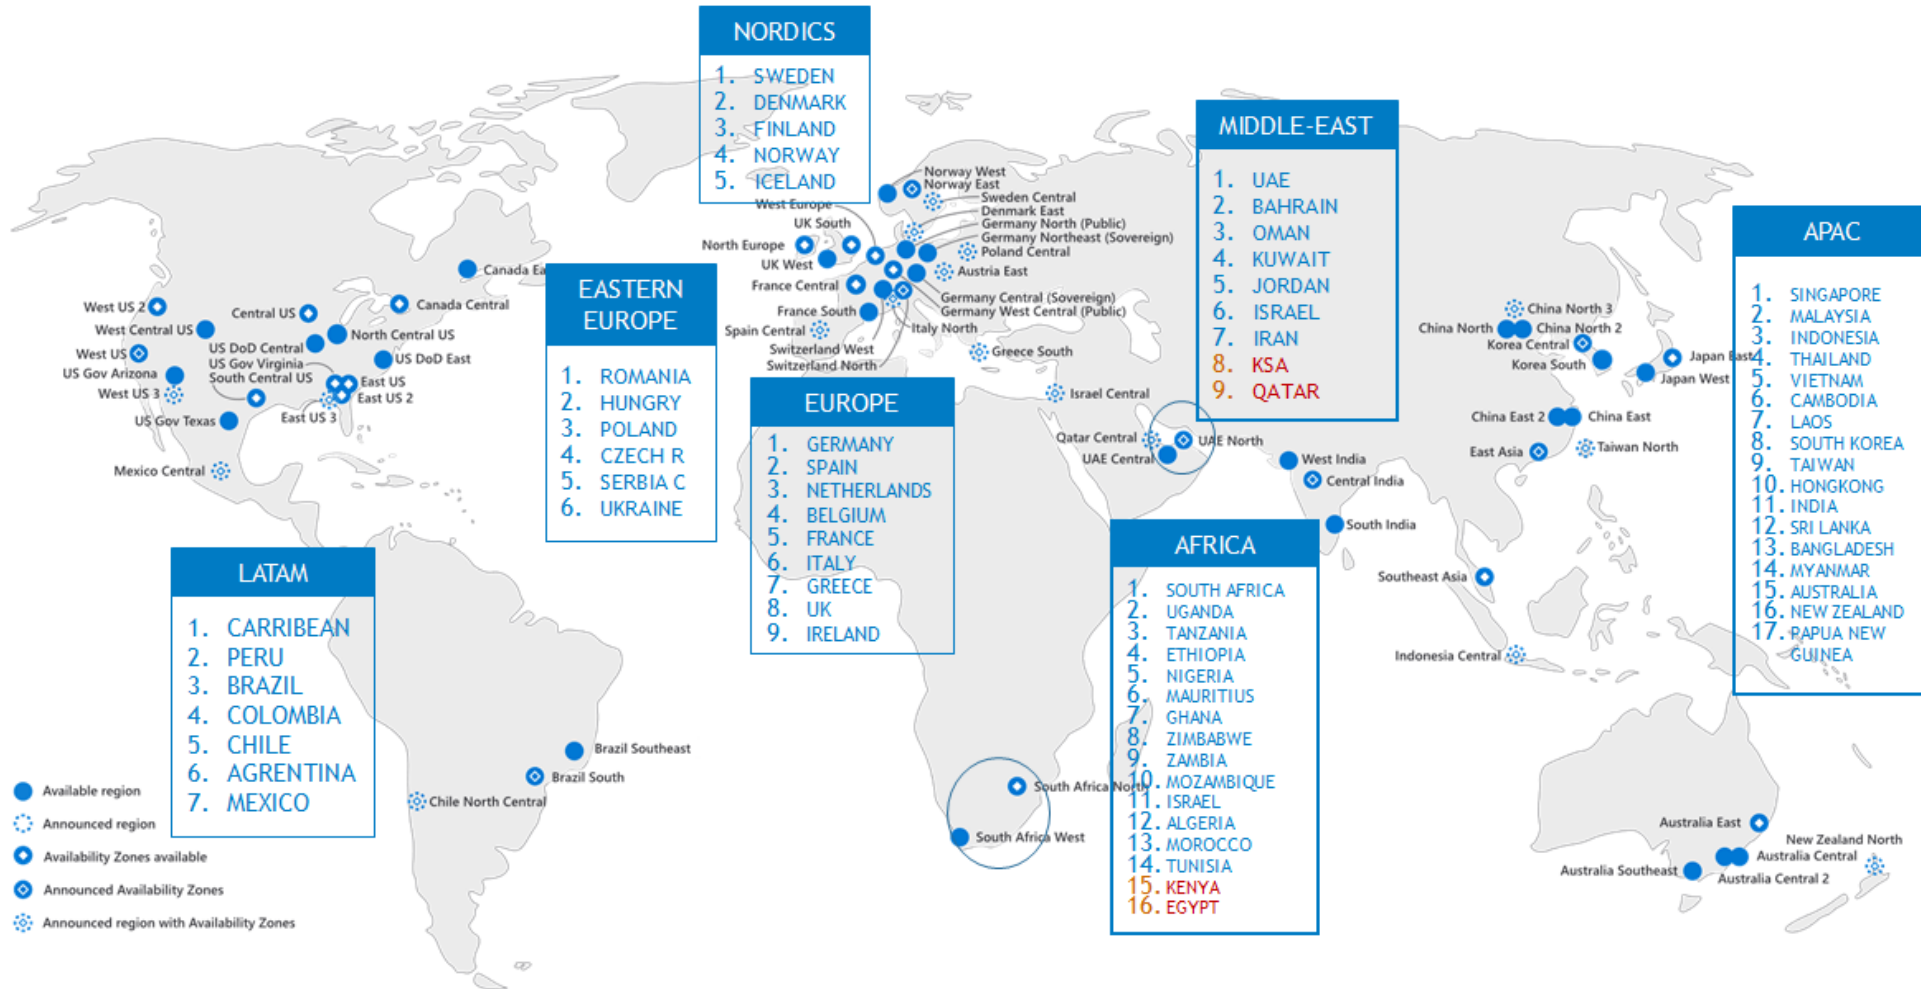 NORDICS
1. SWEDEN
2. DENMARK
3. FINLAND
4. NORWAY
5. ICELAND
MIDDLE-EAST
1. UAE
2. BAHRAIN
3. OMAN
4. KUWAIT
5. JORDAN
6. ISRAEL
7. IRAN
8. KSA
9. QATAR
APAC
1. SINGAPORE
2. MALAYSIA
3. INDONESIA
4. THAILAND
5. VIETNAM
6. CAMBODIA
7. LAOS
8. SOUTH KOREA
9. TAIWAN
10. HONGKONG
11. INDIA
12. SRI LANKA
13. BANGLADESH
14. MYANMAR
15. AUSTRALIA
16. NEW ZEALAND
17. PAPUA NEW
GUINEA
EASTERN
EUROPE
1. ROMANIA
2. HUNGRY
3. POLAND
4. CZECH R
5. SERBIA C
6. UKRAINE
EUROPE
1. GERMANY
2. SPAIN
3. NETHERLANDS
4. BELGIUM
5. FRANCE
6. ITALY
7. GREECE
8. UK
9. IRELAND
AFRICA
1. SOUTH AFRICA
2. UGANDA
3. TANZANIA
4. ETHIOPIA
5. NIGERIA
6. MAURITIUS
7. GHANA
8. ZIMBABWE
9. ZAMBIA
10. MOZAMBIQUE
11. ISRAEL
12. ALGERIA
13. MOROCCO
14. TUNISIA
15. KENYA
16. EGYPT
LATAM
1. CARRIBEAN
2. PERU
3. BRAZIL
4. COLOMBIA
5. CHILE
6. AGRENTINA
7. MEXICO
Canada Ea
Canada Central
West US 2
Central US
West Central US
North Central US
US DoD Central
West US
US DoD East
US Gov Virginia
US Gov Arizona
South Central US
East US
West US 3
East US 2
East US 3
US Gov Texas
Mexico Central
Brazil Southeast
Brazil South
Chile North Central
Norway West
Norway East
Sweden Central
West Europe
Denmark East
UK South
Germany North (Public)
Germany Northeast (Sovereign)
North Europe
Poland Central
UK West
Austria East
France Central
Germany Central (Sovereign)
Germany West Central (Public)
France South
Italy North
Spain Central
Switzerland West
Greece South
Switzerland North
Israel Central
Qatar Central
UAE North
UAE Central
South Africa North
South Africa West
West India
Central India
South India
China North 3
China North
China North 2
Korea Central
Korea South
Japan East
Japan West
China East 2
China East
East Asia
Taiwan North
Southeast Asia
Indonesia Central
Australia East
New Zealand North
Australia Central
Australia Southeast
Australia Central 2
Available region
Announced region
Availability Zones available
Announced Availability Zones
Announced region with Availability Zones